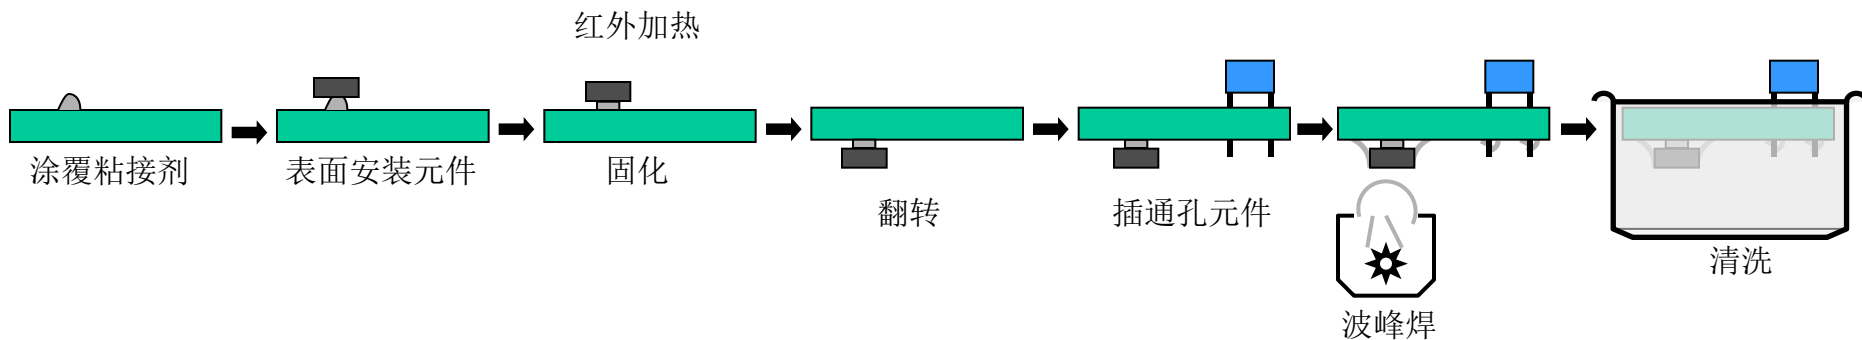 红外加热
涂覆粘接剂
表面安装元件
固化
翻转
插通孔元件
波峰焊
清洗